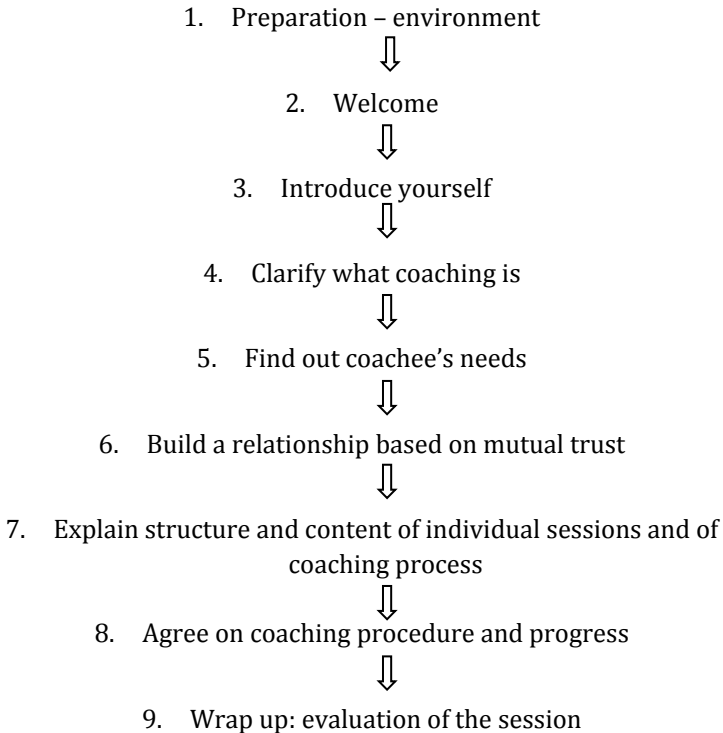 1. Preparation – environment
2. Welcome
3. Introduce yourself
4. Clarify what coaching is
5. Find out coachee’s needs
6. Build a relationship based on mutual trust
7. Explain structure and content of individual sessions and of
coaching process
8. Agree on coaching procedure and progress
9. Wrap up: evaluation of the session